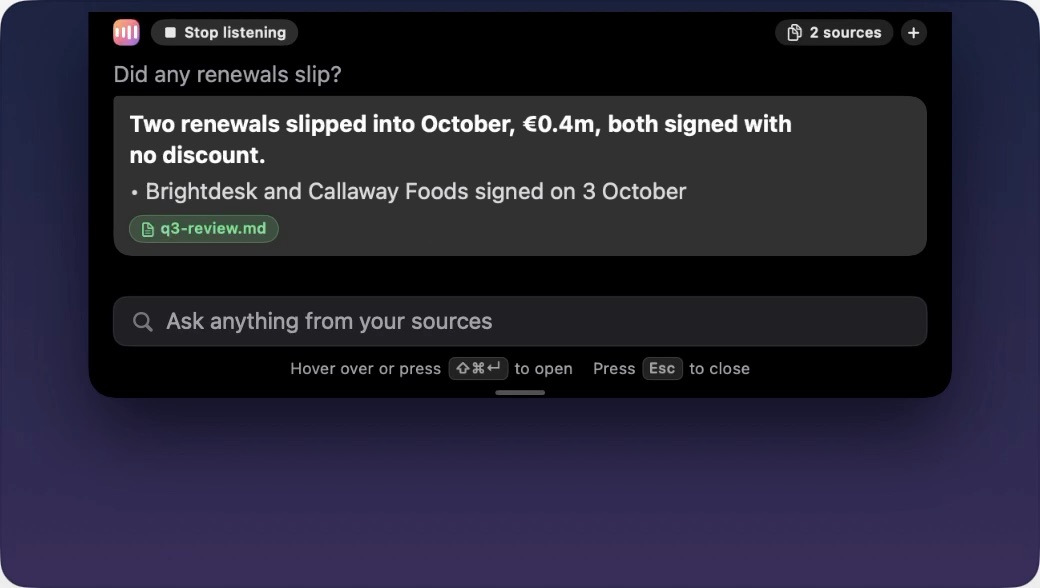 Stop listening
2 sources
+
Did any renewals slip?
Two renewals slipped into October, €0.4m, both signed with
no discount.
• Brightdesk and Callaway Foods signed on 3 October
q3-review.md
Ask anything from your sources
Hover over or press ⇧⌘↩ to open Press Esc to close